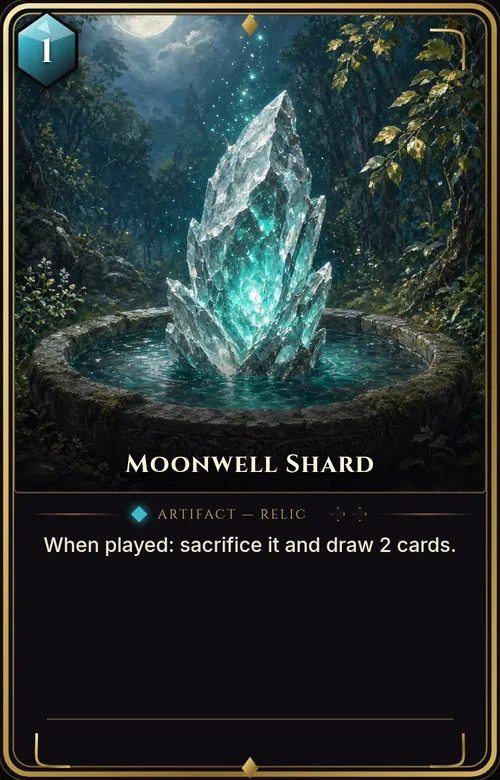 1
Moonwell Shard
ARTIFACT — RELIC
When played: sacrifice it and draw 2 cards.